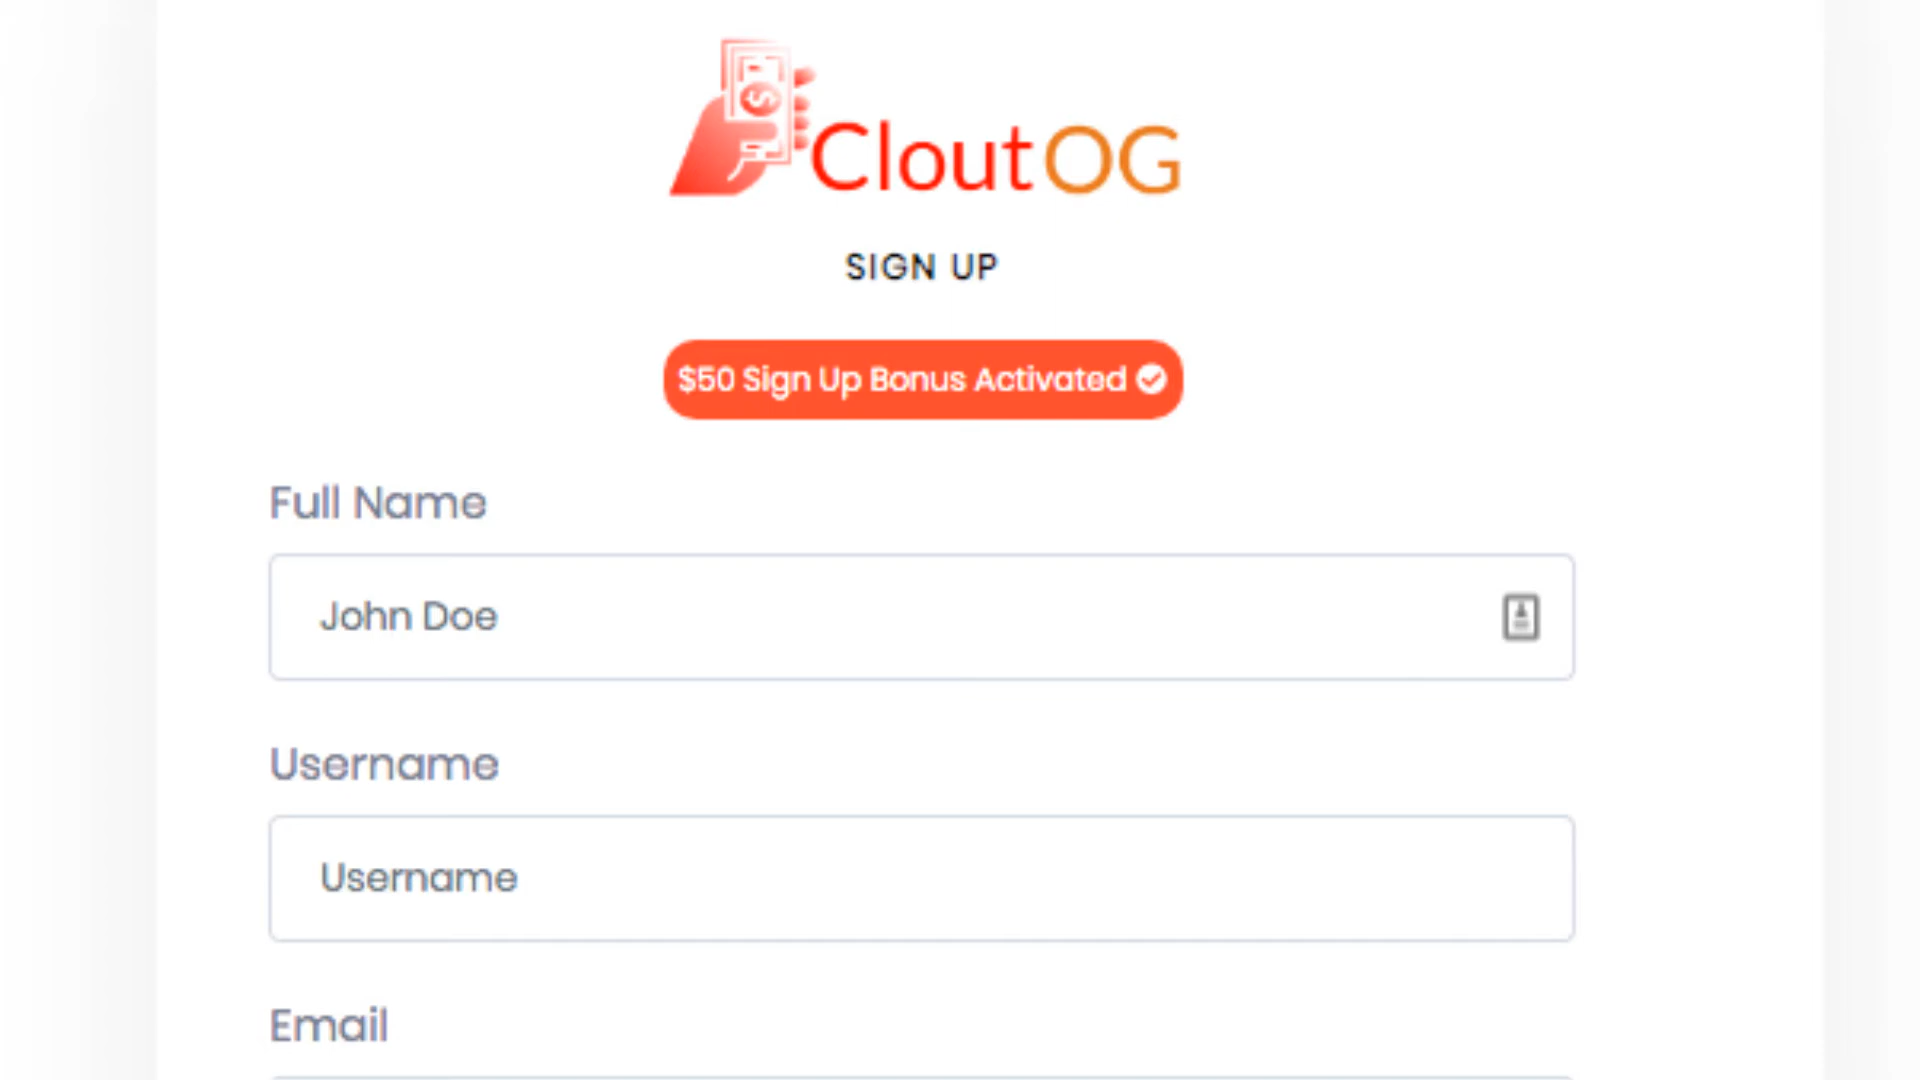 CloutOG
SIGN UP
$50 Sign Up Bonus Activated
Full Name
John Doe
Username
Username
Email